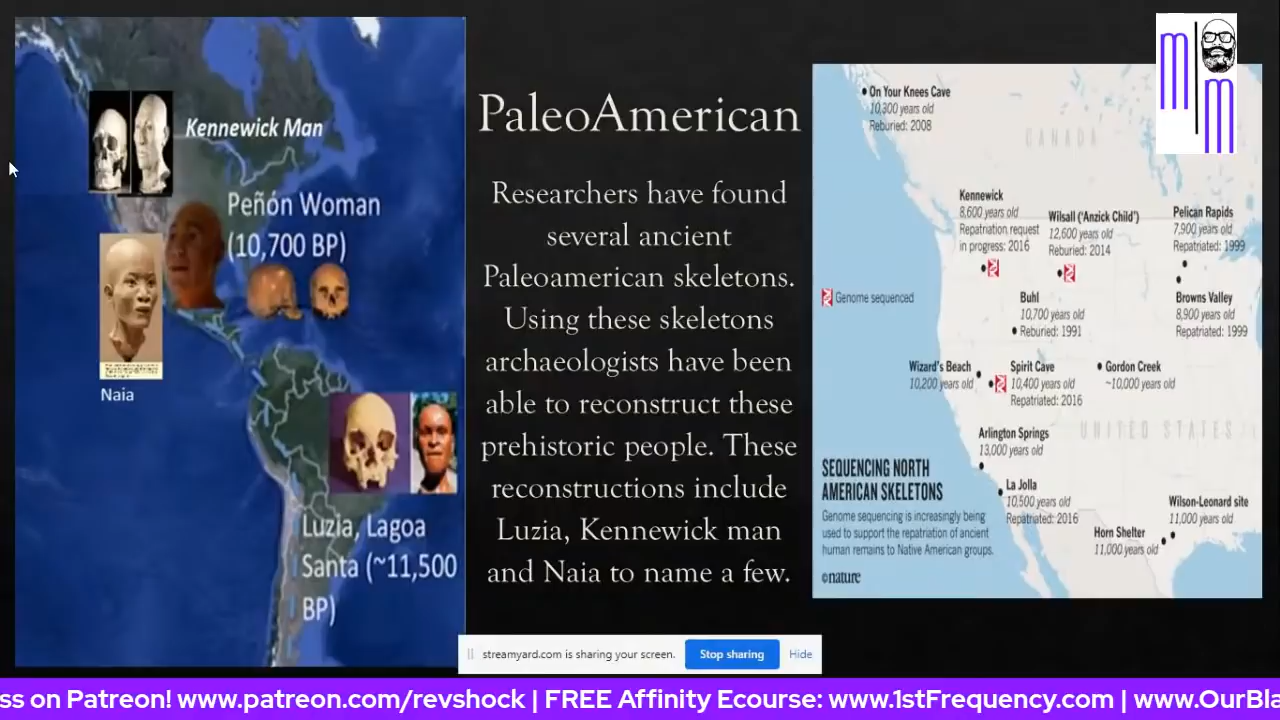 Kennewick Man
Peñón Woman
(10,700 BP)
Naia
Luzia, Lagoa
Santa (~11,500
BP)
PaleoAmerican
Researchers have found
several ancient
Paleoamerican skeletons.
Using these skeletons
archaeologists have been
able to reconstruct these
prehistoric people. These
reconstructions include
Luzia, Kennewick man
and Naia to name a few.
m
m
On Your Knees Cave
10,300 years old
Reburied: 2008
CANADA
Kennewick
8,600 years old
Repatriation request
in progress: 2016
Wilsall ('Anzick Child')
12,600 years old
Reburied: 2014
Pelican Rapids
7,900 years old
Repatriated: 1999
Genome sequenced
Buhl
10,700 years old
Reburied: 1991
Browns Valley
8,900 years old
Repatriated: 1999
Wizard's Beach
10,200 years old
Spirit Cave
10,400 years old
Repatriated: 2016
Gordon Creek
~10,000 years old
Arlington Springs
13,000 years old
UNITED STATES
La Jolla
10,500 years old
Repatriated: 2016
Horn Shelter
11,000 years old
Wilson-Leonard site
11,000 years old
SEQUENCING NORTH
AMERICAN SKELETONS
Genome sequencing is increasingly being
used to support the repatriation of ancient
human remains to Native American groups.
©nature
streamyard.com is sharing your screen. Stop sharing Hide
ss on Patreon! www.patreon.com/revshock | FREE Affinity Ecourse: www.1stFrequency.com | www.OurBla